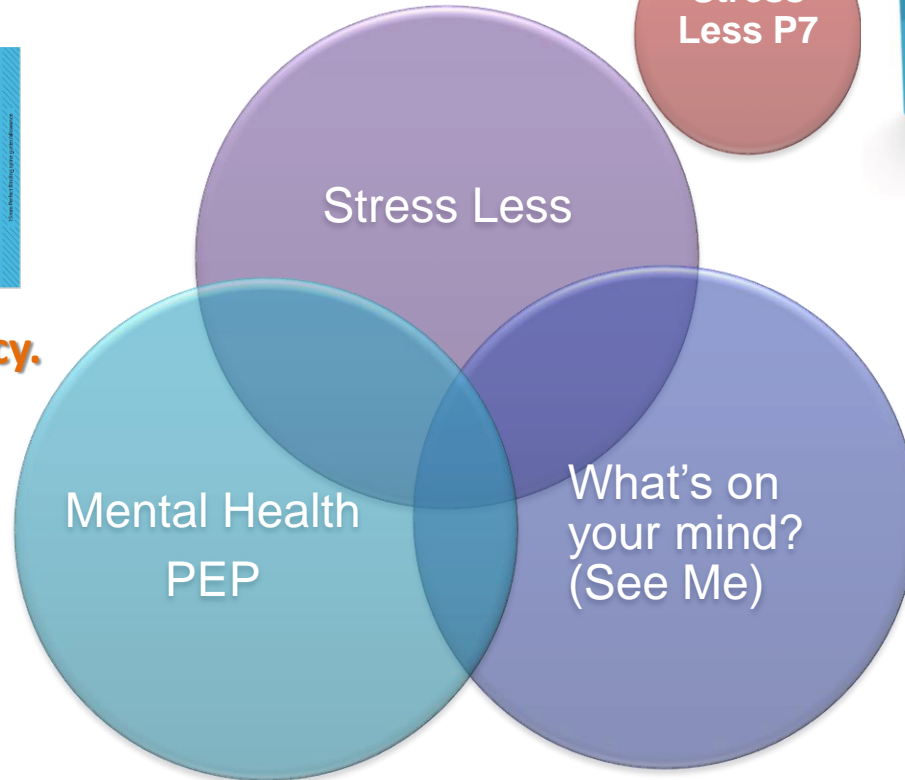 Less P7
Stress Less
cy.
Mental Health
PEP
What's on
your mind?
(See Me)